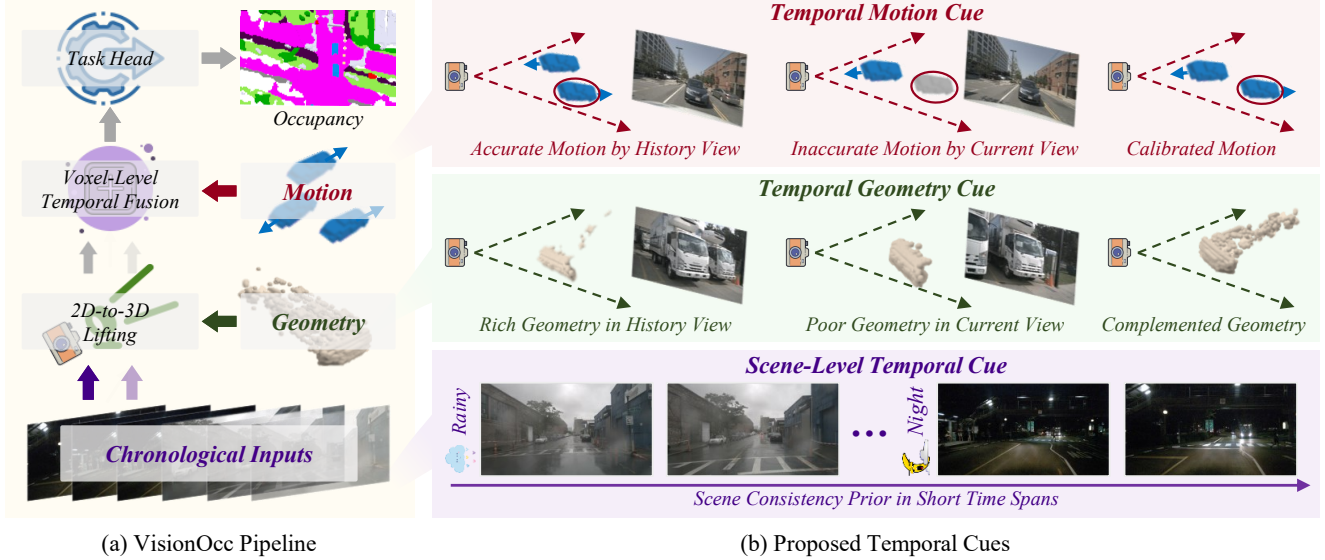 Task Head
Occupancy
Voxel-Level
Temporal Fusion
Motion
2D-to-3D
Lifting
Geometry
Chronological Inputs
(a) VisionOcc Pipeline
Temporal Motion Cue
Accurate Motion by History View
Inaccurate Motion by Current View
Calibrated Motion
Temporal Geometry Cue
Rich Geometry in History View
Poor Geometry in Current View
Complemented Geometry
Scene-Level Temporal Cue
Rainy
Night
Scene Consistency Prior in Short Time Spans
(b) Proposed Temporal Cues